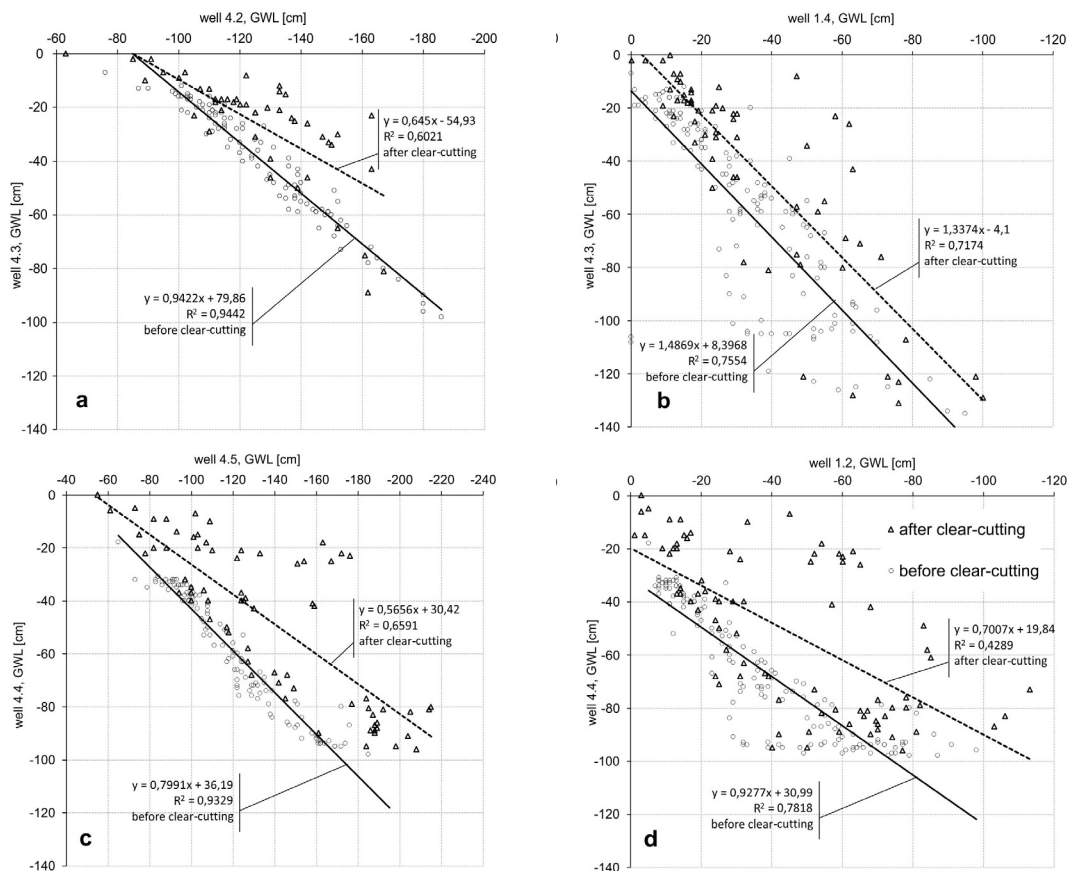 well 4.2, GWL [cm]
-80 -100 -120 -140 -160 -180 -200
0
-20
-40
-60
-80
-100
-120
-140
well 4.3, GWL [cm]
y = 0,645x - 54,93
R² = 0,6021
after clear-cutting
y = 0,9422x + 79,86
R² = 0,9442
before clear-cutting
a
)
well 1.4, GWL [cm]
0 -20 -40 -60 -80 -100 -120
0
-20
-40
-60
-80
-100
-120
-140
well 4.3, GWL [cm]
y = 1,3374x - 4,1
R² = 0,7174
after clear-cutting
y = 1,4869x + 8,3968
R² = 0,7554
before clear-cutting
b
well 4.5, GWL [cm]
-40 -60 -80 -100 -120 -140 -160 -180 -200 -220 -240
0
-20
-40
-60
-80
-100
-120
-140
well 4.4, GWL [cm]
y = 0,5656x + 30,42
R² = 0,6591
after clear-cutting
y = 0,7991x + 36,19
R² = 0,9329
before clear-cutting
c
well 1.2, GWL [cm]
0 -20 -40 -60 -80 -100 -120
0
-20
-40
-60
-80
-100
-120
-140
well 4.4, GWL [cm]
after clear-cutting
before clear-cutting
y = 0,7007x + 19,84
R² = 0,4289
after clear-cutting
y = 0,9277x + 30,99
R² = 0,7818
before clear-cutting
d